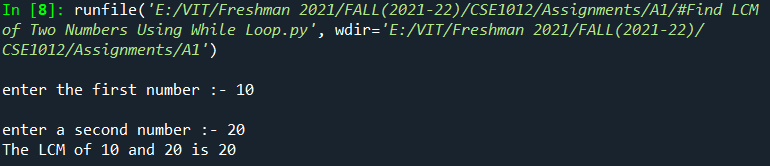 In [8]: runfile('E:/VIT/Freshman 2021/FALL(2021-22)/CSE1012/Assignments/A1/#Find LCM
of Two Numbers Using While Loop.py', wdir='E:/VIT/Freshman 2021/FALL(2021-22)/
CSE1012/Assignments/A1')
enter the first number :- 10
enter a second number :- 20
The LCM of 10 and 20 is 20